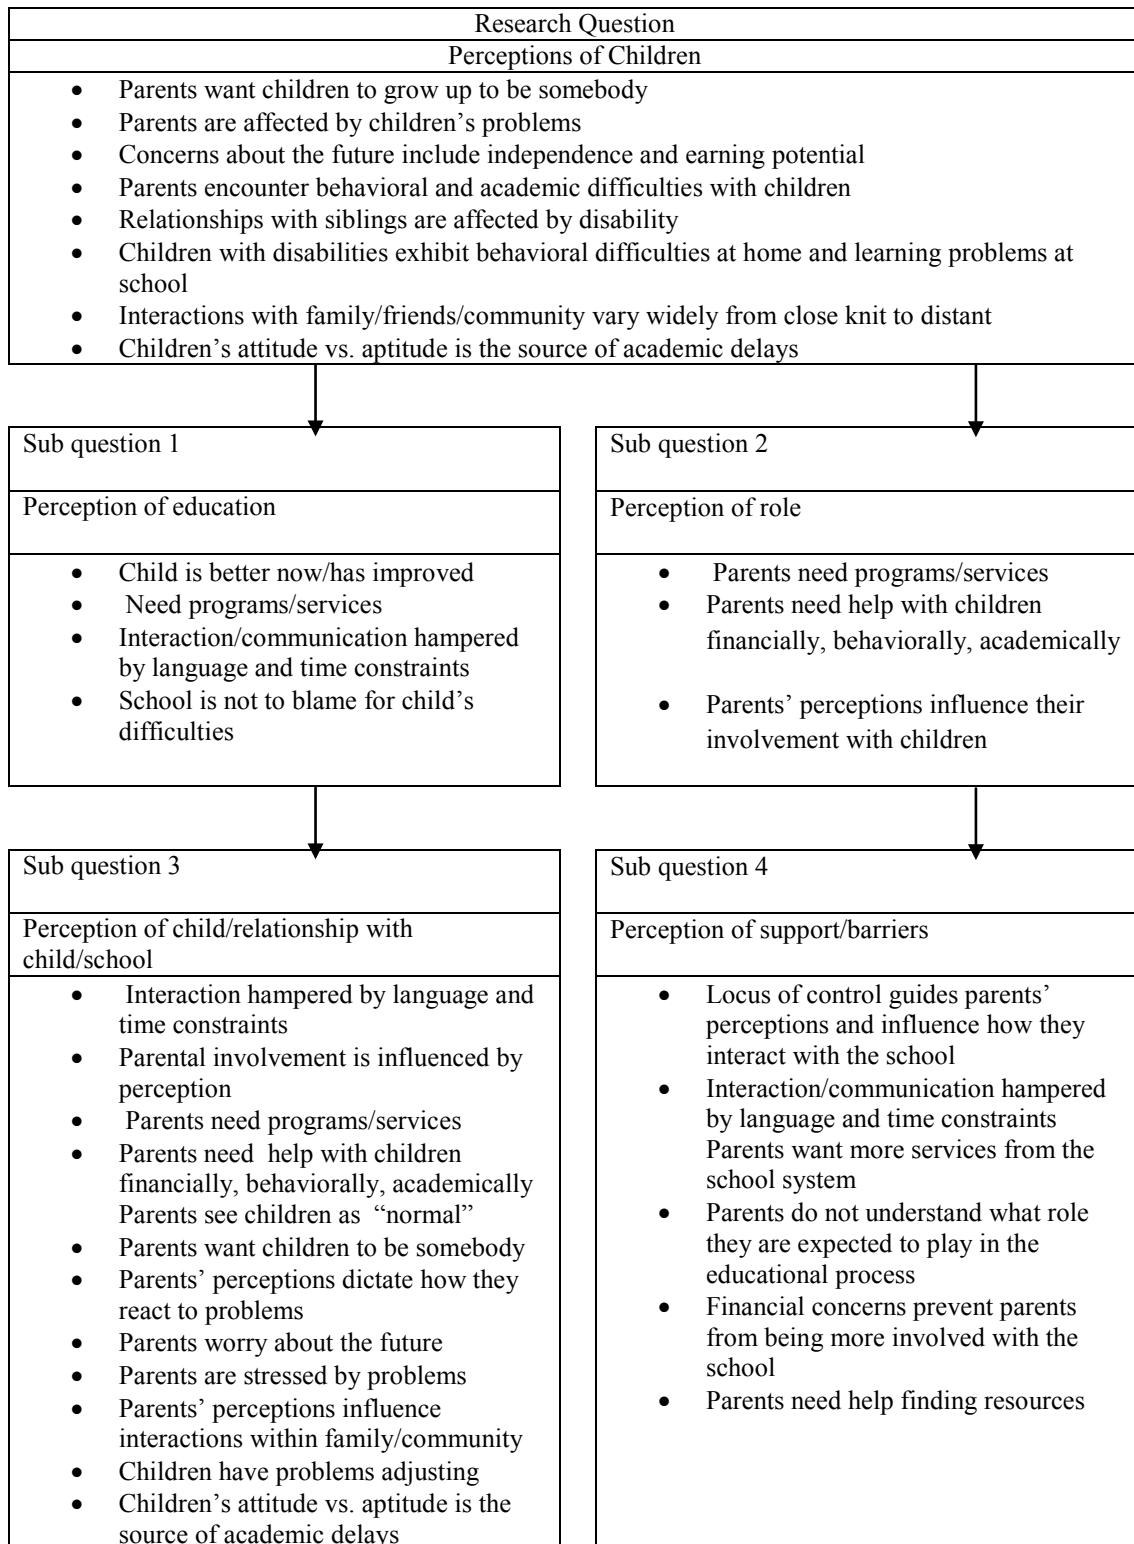 Research Question
Perceptions of Children
• Parents want children to grow up to be somebody
• Parents are affected by children’s problems
• Concerns about the future include independence and earning potential
• Parents encounter behavioral and academic difficulties with children
• Relationships with siblings are affected by disability
• Children with disabilities exhibit behavioral difficulties at home and learning problems at
school
• Interactions with family/friends/community vary widely from close knit to distant
• Children’s attitude vs. aptitude is the source of academic delays
Sub question 1
Perception of education
• Child is better now/has improved
• Need programs/services
• Interaction/communication hampered
by language and time constraints
• School is not to blame for child’s
difficulties
Sub question 2
Perception of role
• Parents need programs/services
• Parents need help with children
financially, behaviorally, academically
• Parents’ perceptions influence their
involvement with children
Sub question 3
Perception of child/relationship with
child/school
• Interaction hampered by language and
time constraints
• Parental involvement is influenced by
perception
• Parents need programs/services
• Parents need help with children
financially, behaviorally, academically
Parents see children as “normal”
• Parents want children to be somebody
• Parents’ perceptions dictate how they
react to problems
• Parents worry about the future
• Parents are stressed by problems
• Parents’ perceptions influence
interactions within family/community
• Children have problems adjusting
• Children’s attitude vs. aptitude is the
source of academic delays
Sub question 4
Perception of support/barriers
• Locus of control guides parents’
perceptions and influence how they
interact with the school
• Interaction/communication hampered
by language and time constraints
Parents want more services from the
school system
• Parents do not understand what role
they are expected to play in the
educational process
• Financial concerns prevent parents
from being more involved with the
school
• Parents need help finding resources